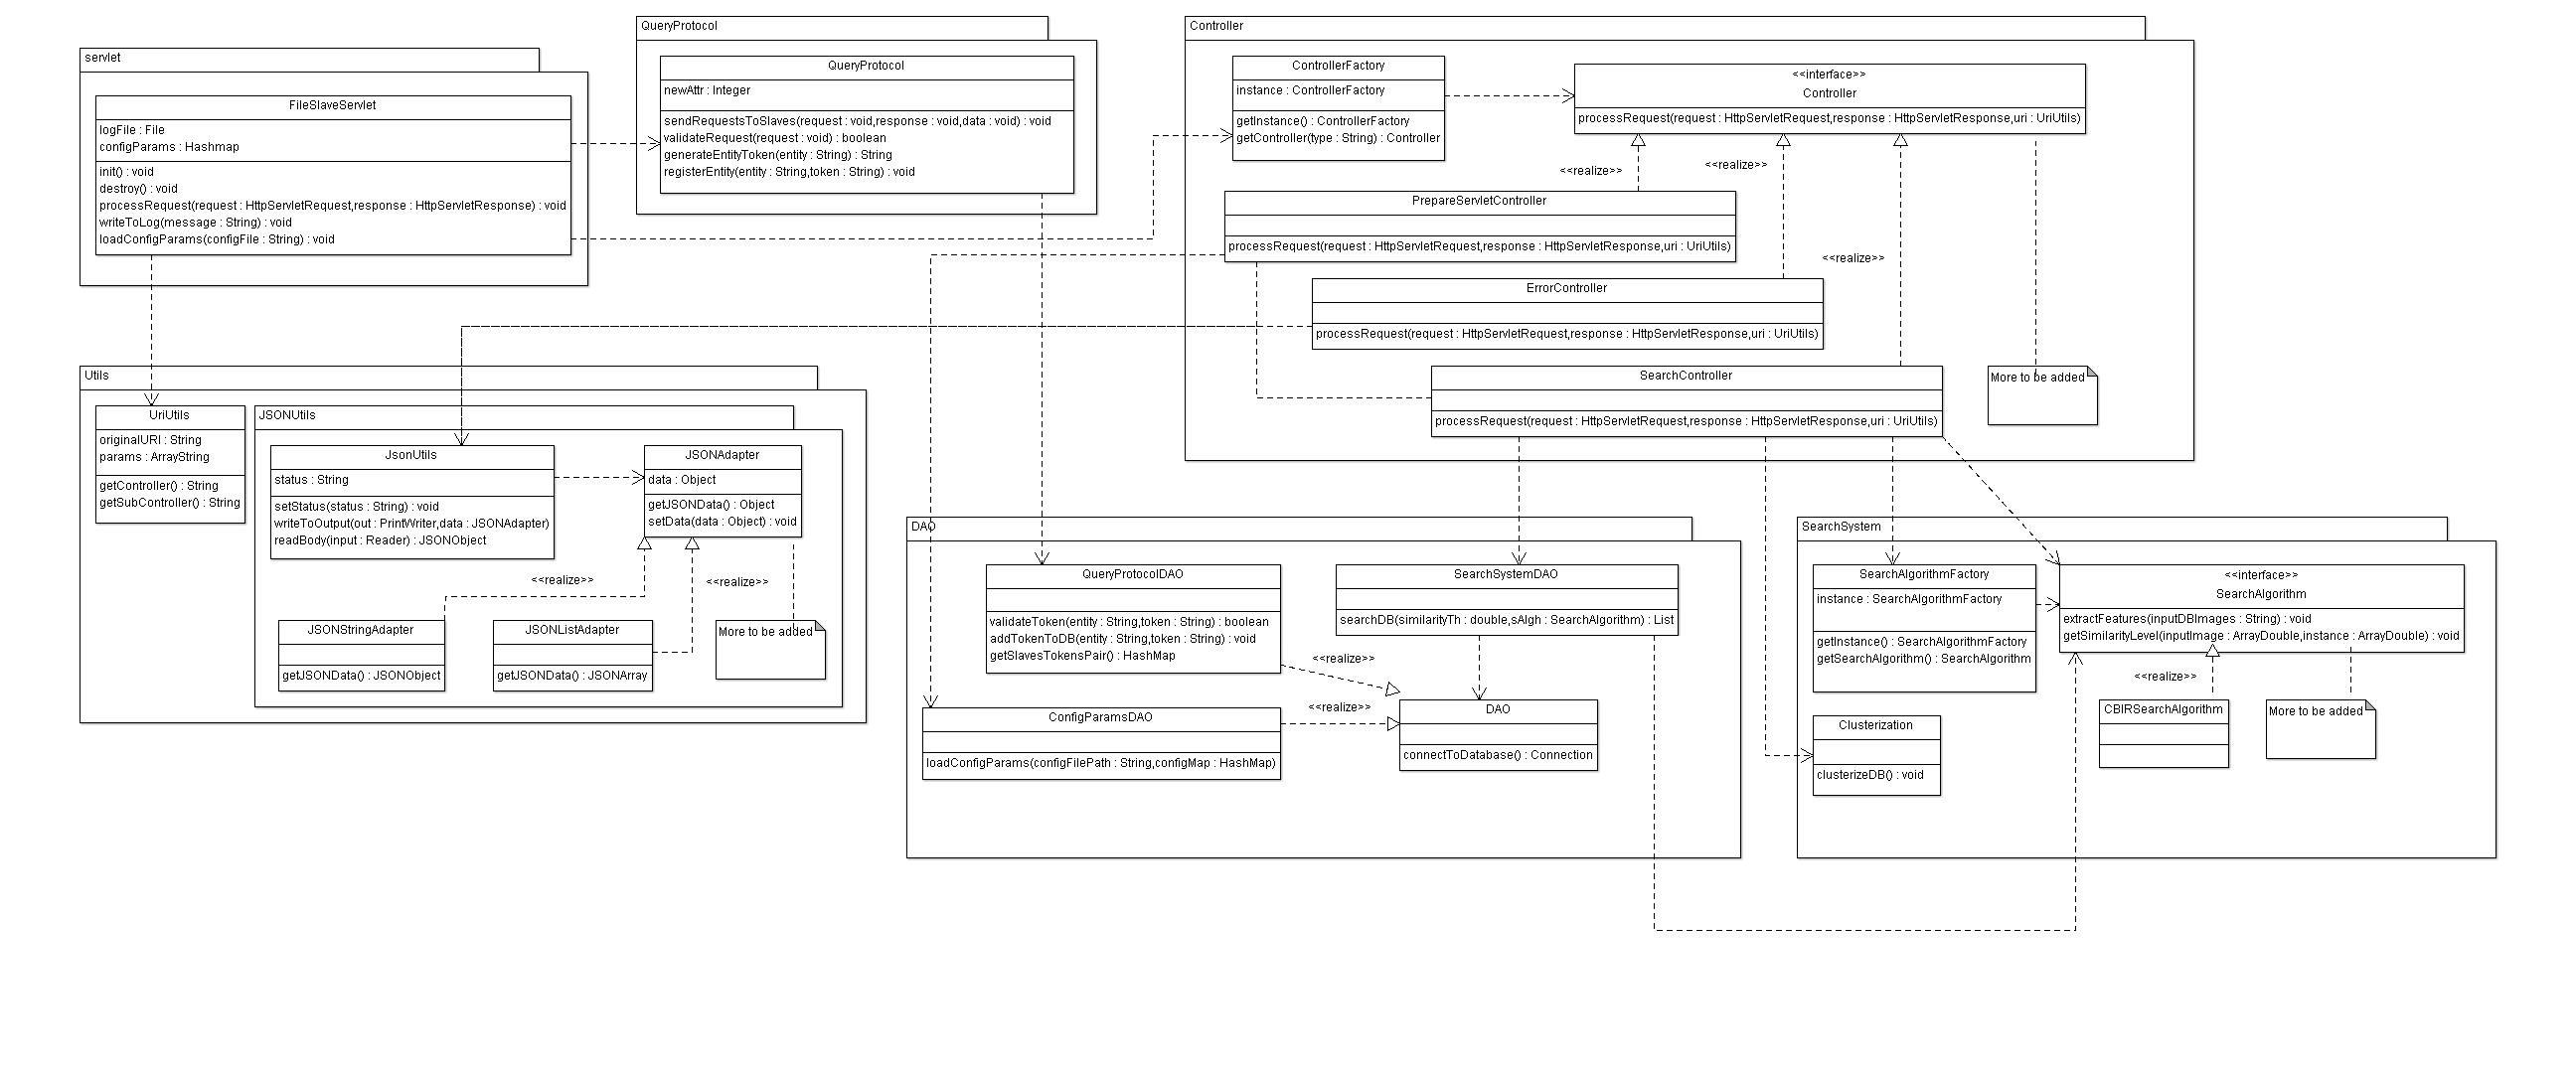 servlet
FileSlaveServlet
logFile : File
configParams : Hashmap
init() : void
destroy() : void
processRequest(request : HttpServletRequest,response : HttpServletResponse) : void
writeToLog(message : String) : void
loadConfigParams(configFile : String) : void
QueryProtocol
QueryProtocol
newAttr : Integer
sendRequestsToSlaves(request : void,response : void,data : void) : void
validateRequest(request : void) : boolean
generateEntityToken(entity : String) : String
registerEntity(entity : String,token : String) : void
Controller
ControllerFactory
instance : ControllerFactory
getInstance() : ControllerFactory
getController(type : String) : Controller
<<interface>>
Controller
processRequest(request : HttpServletRequest,response : HttpServletResponse,uri : UriUtils)
<<realize>>
<<realize>>
<<realize>>
PrepareServletController
processRequest(request : HttpServletRequest,response : HttpServletResponse,uri : UriUtils)
ErrorController
processRequest(request : HttpServletRequest,response : HttpServletResponse,uri : UriUtils)
SearchController
processRequest(request : HttpServletRequest,response : HttpServletResponse,uri : UriUtils)
More to be added
Utils
UriUtils
originalURI : String
params : ArrayString
getController() : String
getSubController() : String
JSONUtils
JsonUtils
status : String
setStatus(status : String) : void
writeToOutput(out : PrintWriter,data : JSONAdapter)
readBody(input : Reader) : JSONObject
JSONAdapter
data : Object
getJSONData() : Object
setData(data : Object) : void
<<realize>>
<<realize>>
JSONStringAdapter
getJSONData() : JSONObject
JSONListAdapter
getJSONData() : JSONArray
More to be added
DAO
QueryProtocolDAO
validateToken(entity : String,token : String) : boolean
addTokenToDB(entity : String,token : String) : void
getSlavesTokensPair() : HashMap
SearchSystemDAO
searchDB(similarityTh : double,sAlgh : SearchAlgorithm) : List
<<realize>>
<<realize>>
ConfigParamsDAO
loadConfigParams(configFilePath : String,configMap : HashMap)
DAO
connectToDatabase() : Connection
SearchSystem
SearchAlgorithmFactory
instance : SearchAlgorithmFactory
getInstance() : SearchAlgorithmFactory
getSearchAlgorithm() : SearchAlgorithm
<<interface>>
SearchAlgorithm
extractFeatures(inputDBImages : String) : void
getSimilarityLevel(inputImage : ArrayDouble,instance : ArrayDouble) : void
<<realize>>
Clusterization
clusterizeDB() : void
CBIRSearchAlgorithm
More to be added